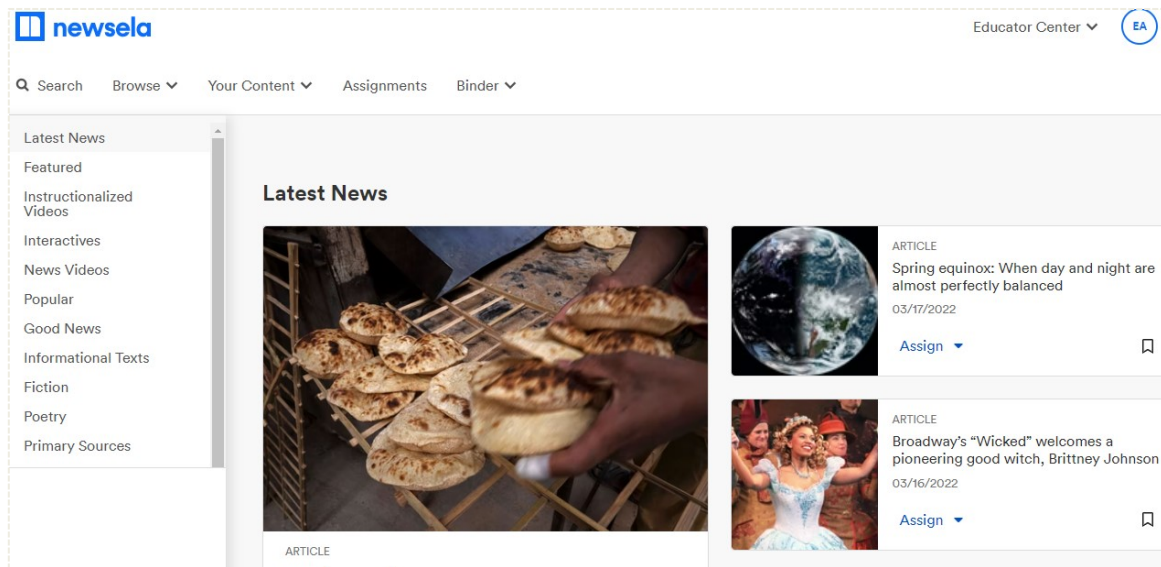 newsela
Educator Center
EA
Search
Browse
Your Content
Assignments
Binder
Latest News
Featured
Instructionalized
Videos
Interactives
News Videos
Popular
Good News
Informational Texts
Fiction
Poetry
Primary Sources
Latest News
ARTICLE
ARTICLE
Spring equinox: When day and night are
almost perfectly balanced
03/17/2022
Assign
ARTICLE
Broadway’s “Wicked” welcomes a
pioneering good witch, Brittney Johnson
03/16/2022
Assign